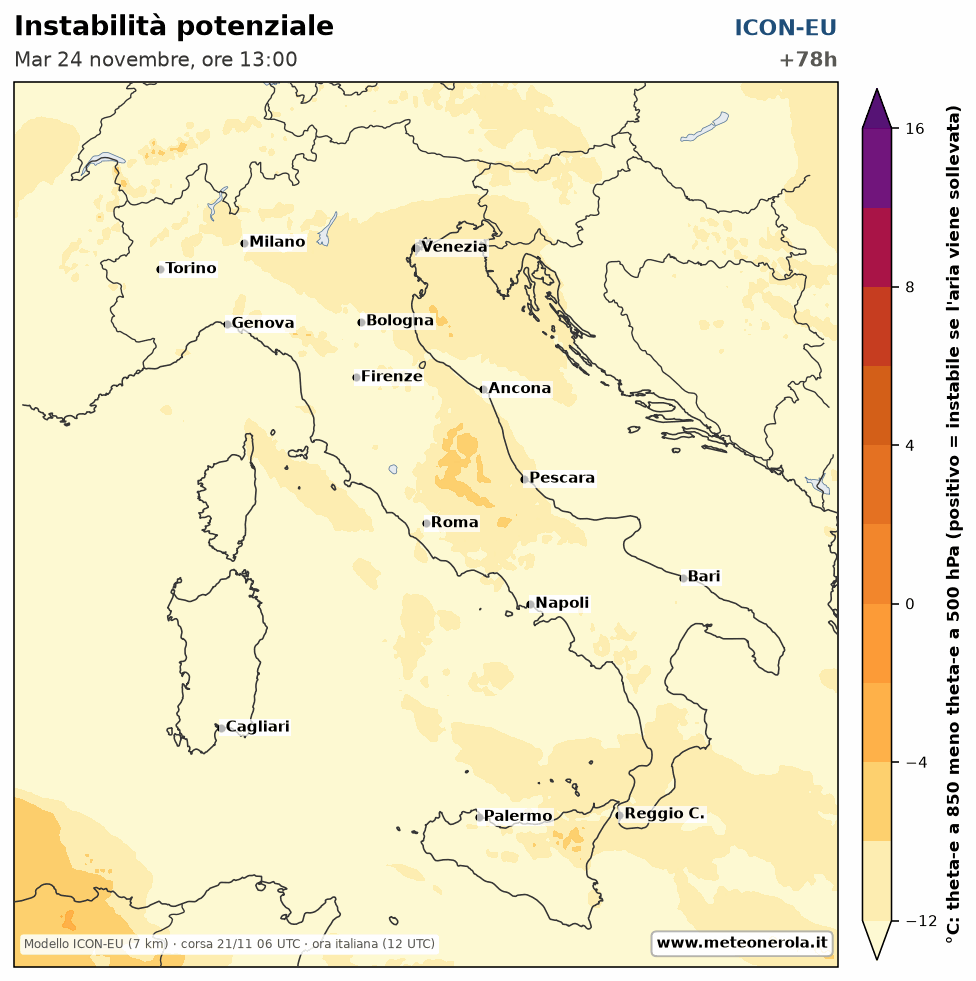 Instabilità potenziale
ICON-EU
Mar 24 novembre, ore 13:00
+78h
Milano
Venezia
Torino
Genova
Bologna
Firenze
Ancona
Pescara
Roma
Bari
Napoli
Cagliari
Palermo
Reggio C.
Modello ICON-EU (7 km) · corsa 21/11 06 UTC · ora italiana (12 UTC)
www.meteonerola.it
16
8
4
0
−4
−12
°C: theta-e a 850 meno theta-e a 500 hPa (positivo = instabile se l'aria viene sollevata)